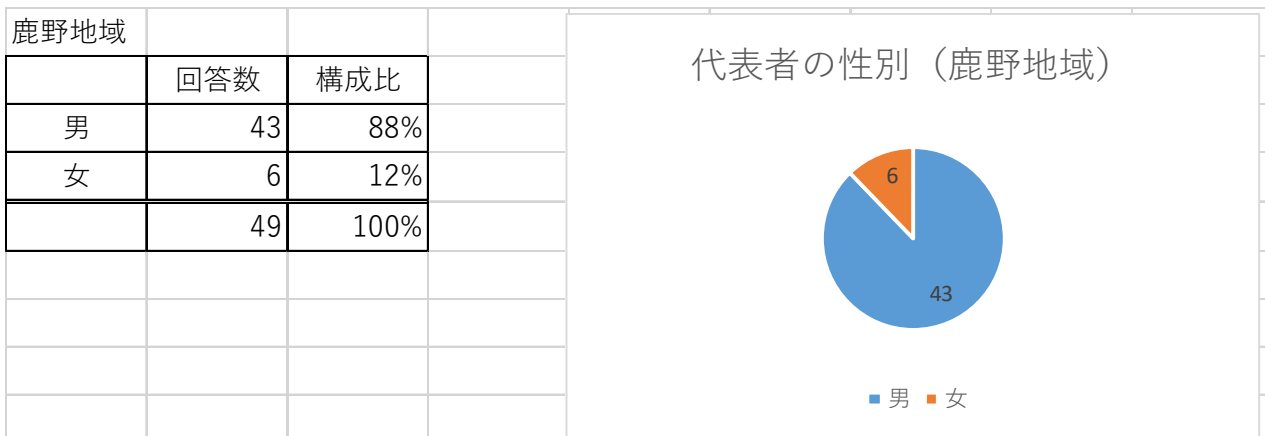 鹿野地域
回答数 構成比
男 43 88%
女 6 12%
49 100%
代表者の性別（鹿野地域）
6
43
男 女